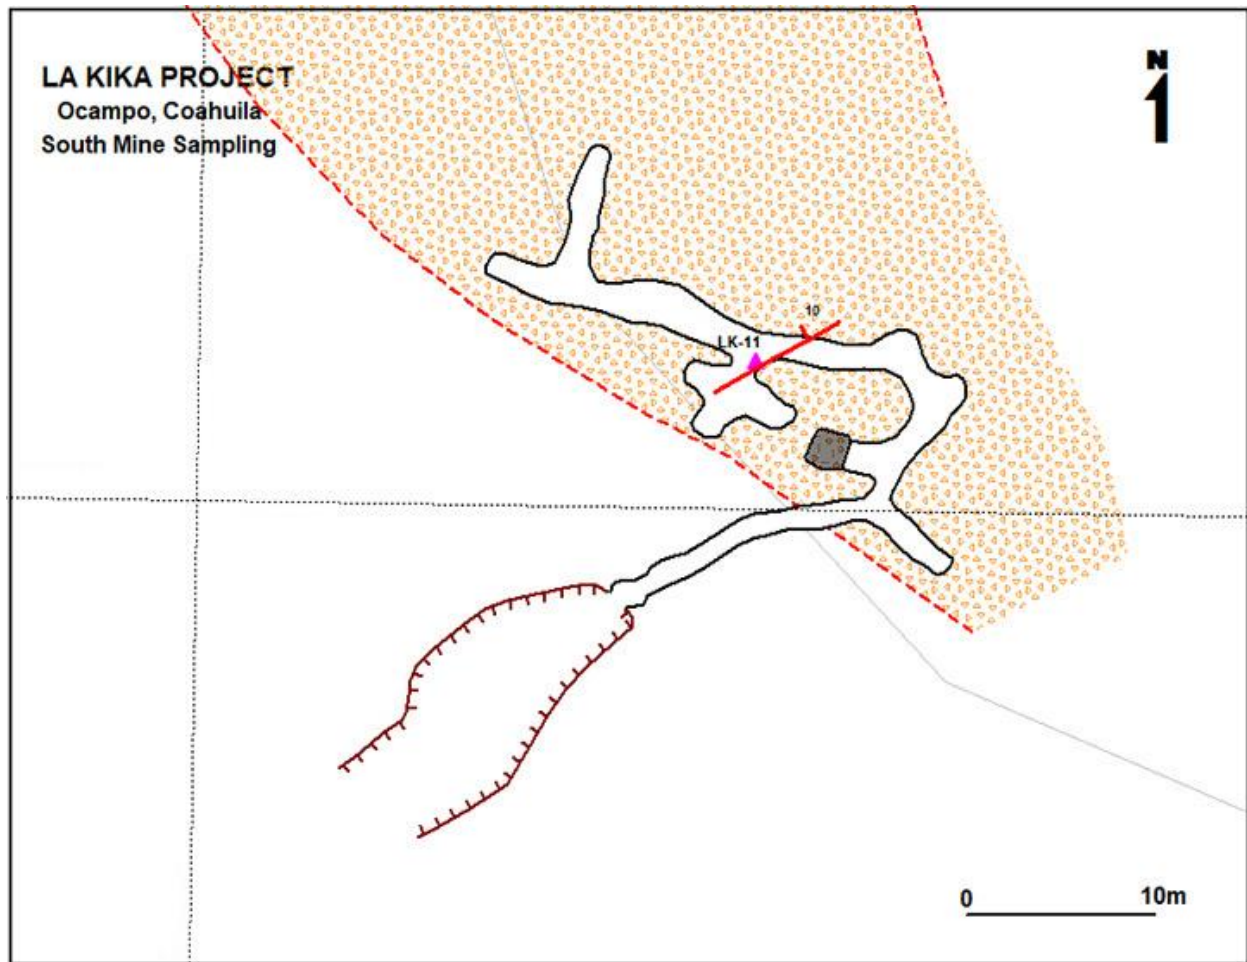 LA KIKA PROJECT
Ocampo, Coahuila
South Mine Sampling
N
10
LK-11
0 10m